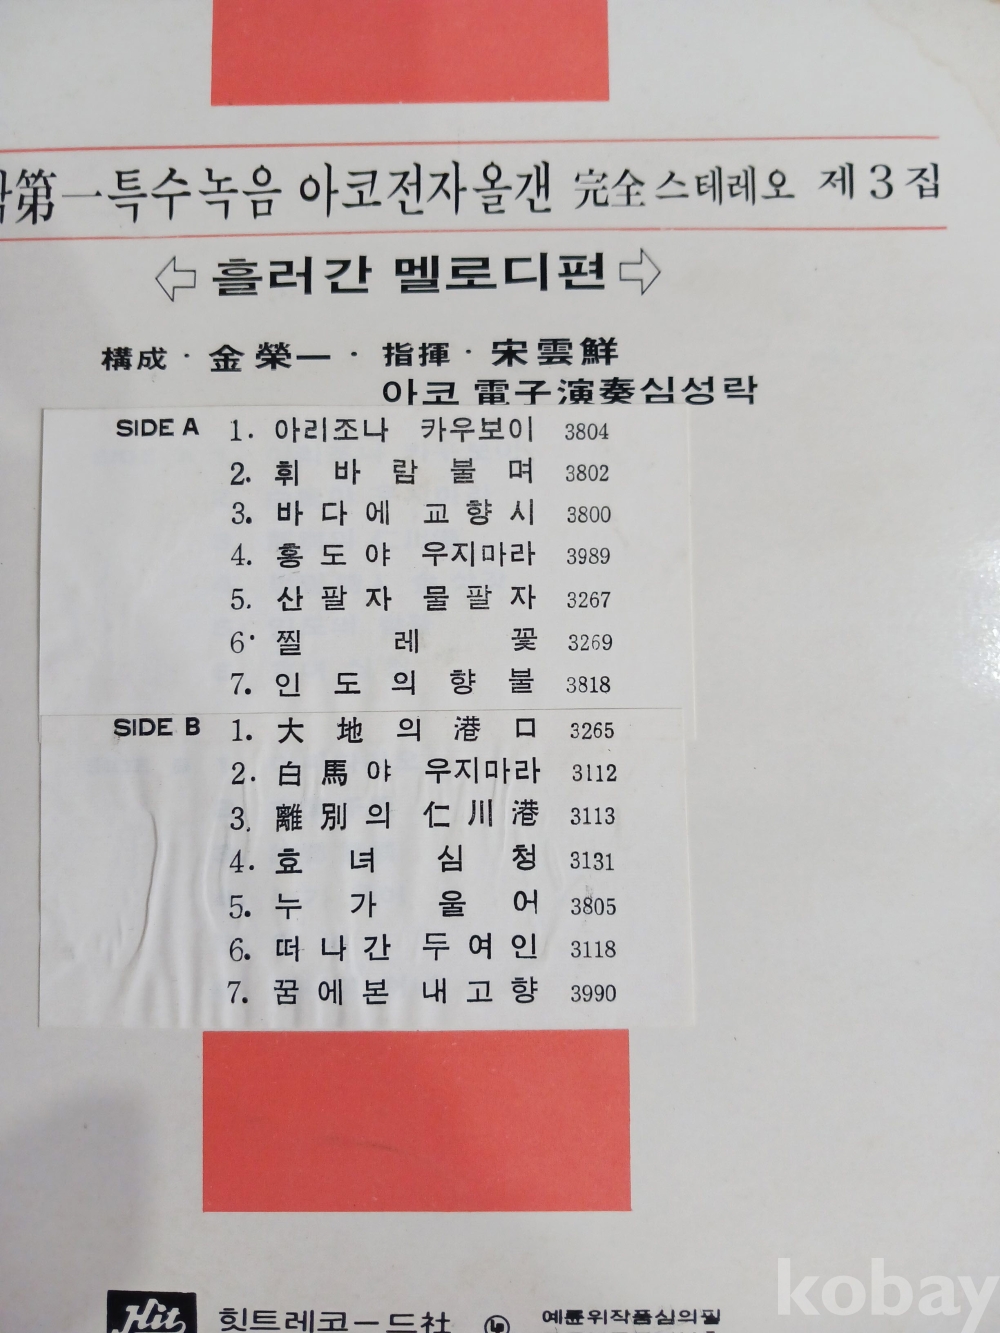 第一특수녹음 아코전자올갠 完全스테레오 제3집
흘러간 멜로디편
構成 · 金榮一 · 指揮 · 宋雲鮮
아코 電子演奏심성락
SIDE A 1. 아리조나 카우보이 3804
2. 휘바람불며 3802
3. 바다에 교향시 3800
4. 홍도야 우지마라 3989
5. 산팔자 물팔자 3267
6. 찔레꽃 3269
7. 인도의향불 3818
SIDE B 1. 大地의港口 3265
2. 白馬야 우지마라 3112
3. 離別의 仁川港 3113
4. 효녀심청 3131
5. 누가울어 3805
6. 떠나간 두여인 3118
7. 꿈에본 내고향 3990
Hit 힛트레코ー드社 예륜위작품심의필
kobay